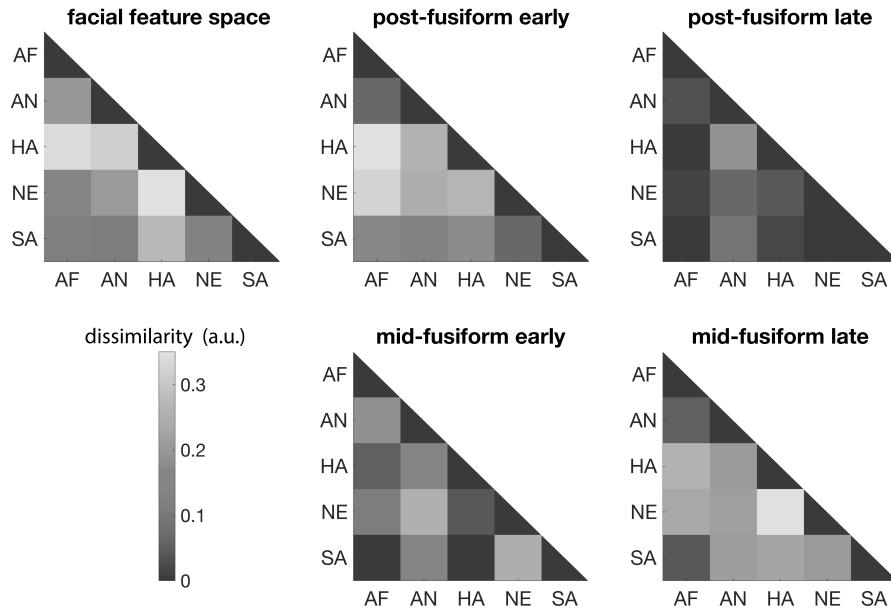 facial feature space
AF
AN
HA
NE
SA
AF AN HA NE SA
post-fusiform early
AF
AN
HA
NE
SA
AF AN HA NE SA
post-fusiform late
AF
AN
HA
NE
SA
AF AN HA NE SA
dissimilarity (a.u.)
0.3
0.2
0.1
0
mid-fusiform early
AF
AN
HA
NE
SA
AF AN HA NE SA
mid-fusiform late
AF
AN
HA
NE
SA
AF AN HA NE SA